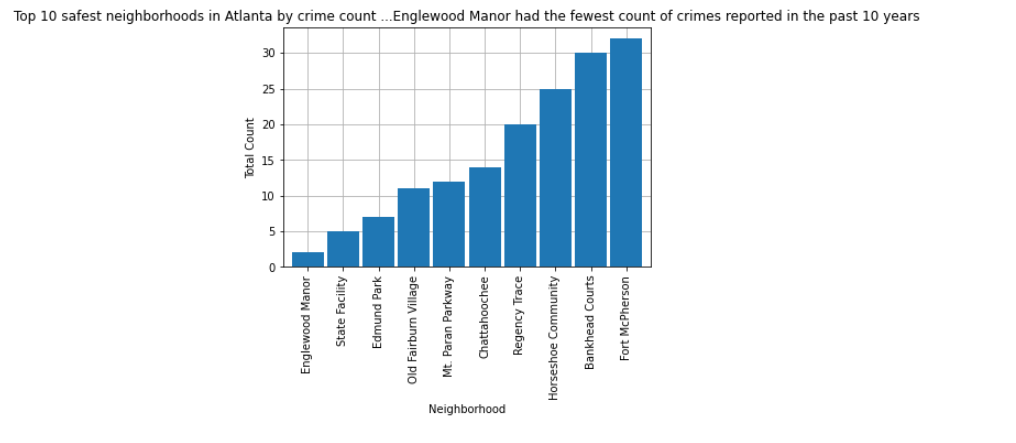 Top 10 safest neighborhoods in Atlanta by crime count ...Englewood Manor had the fewest count of crimes reported in the past 10 years
Total Count
30
25
20
15
10
5
0
Englewood Manor
State Facility
Edmund Park
Old Fairburn Village
Mt. Paran Parkway
Chattahoochee
Regency Trace
Horseshoe Community
Bankhead Courts
Fort McPherson
Neighborhood